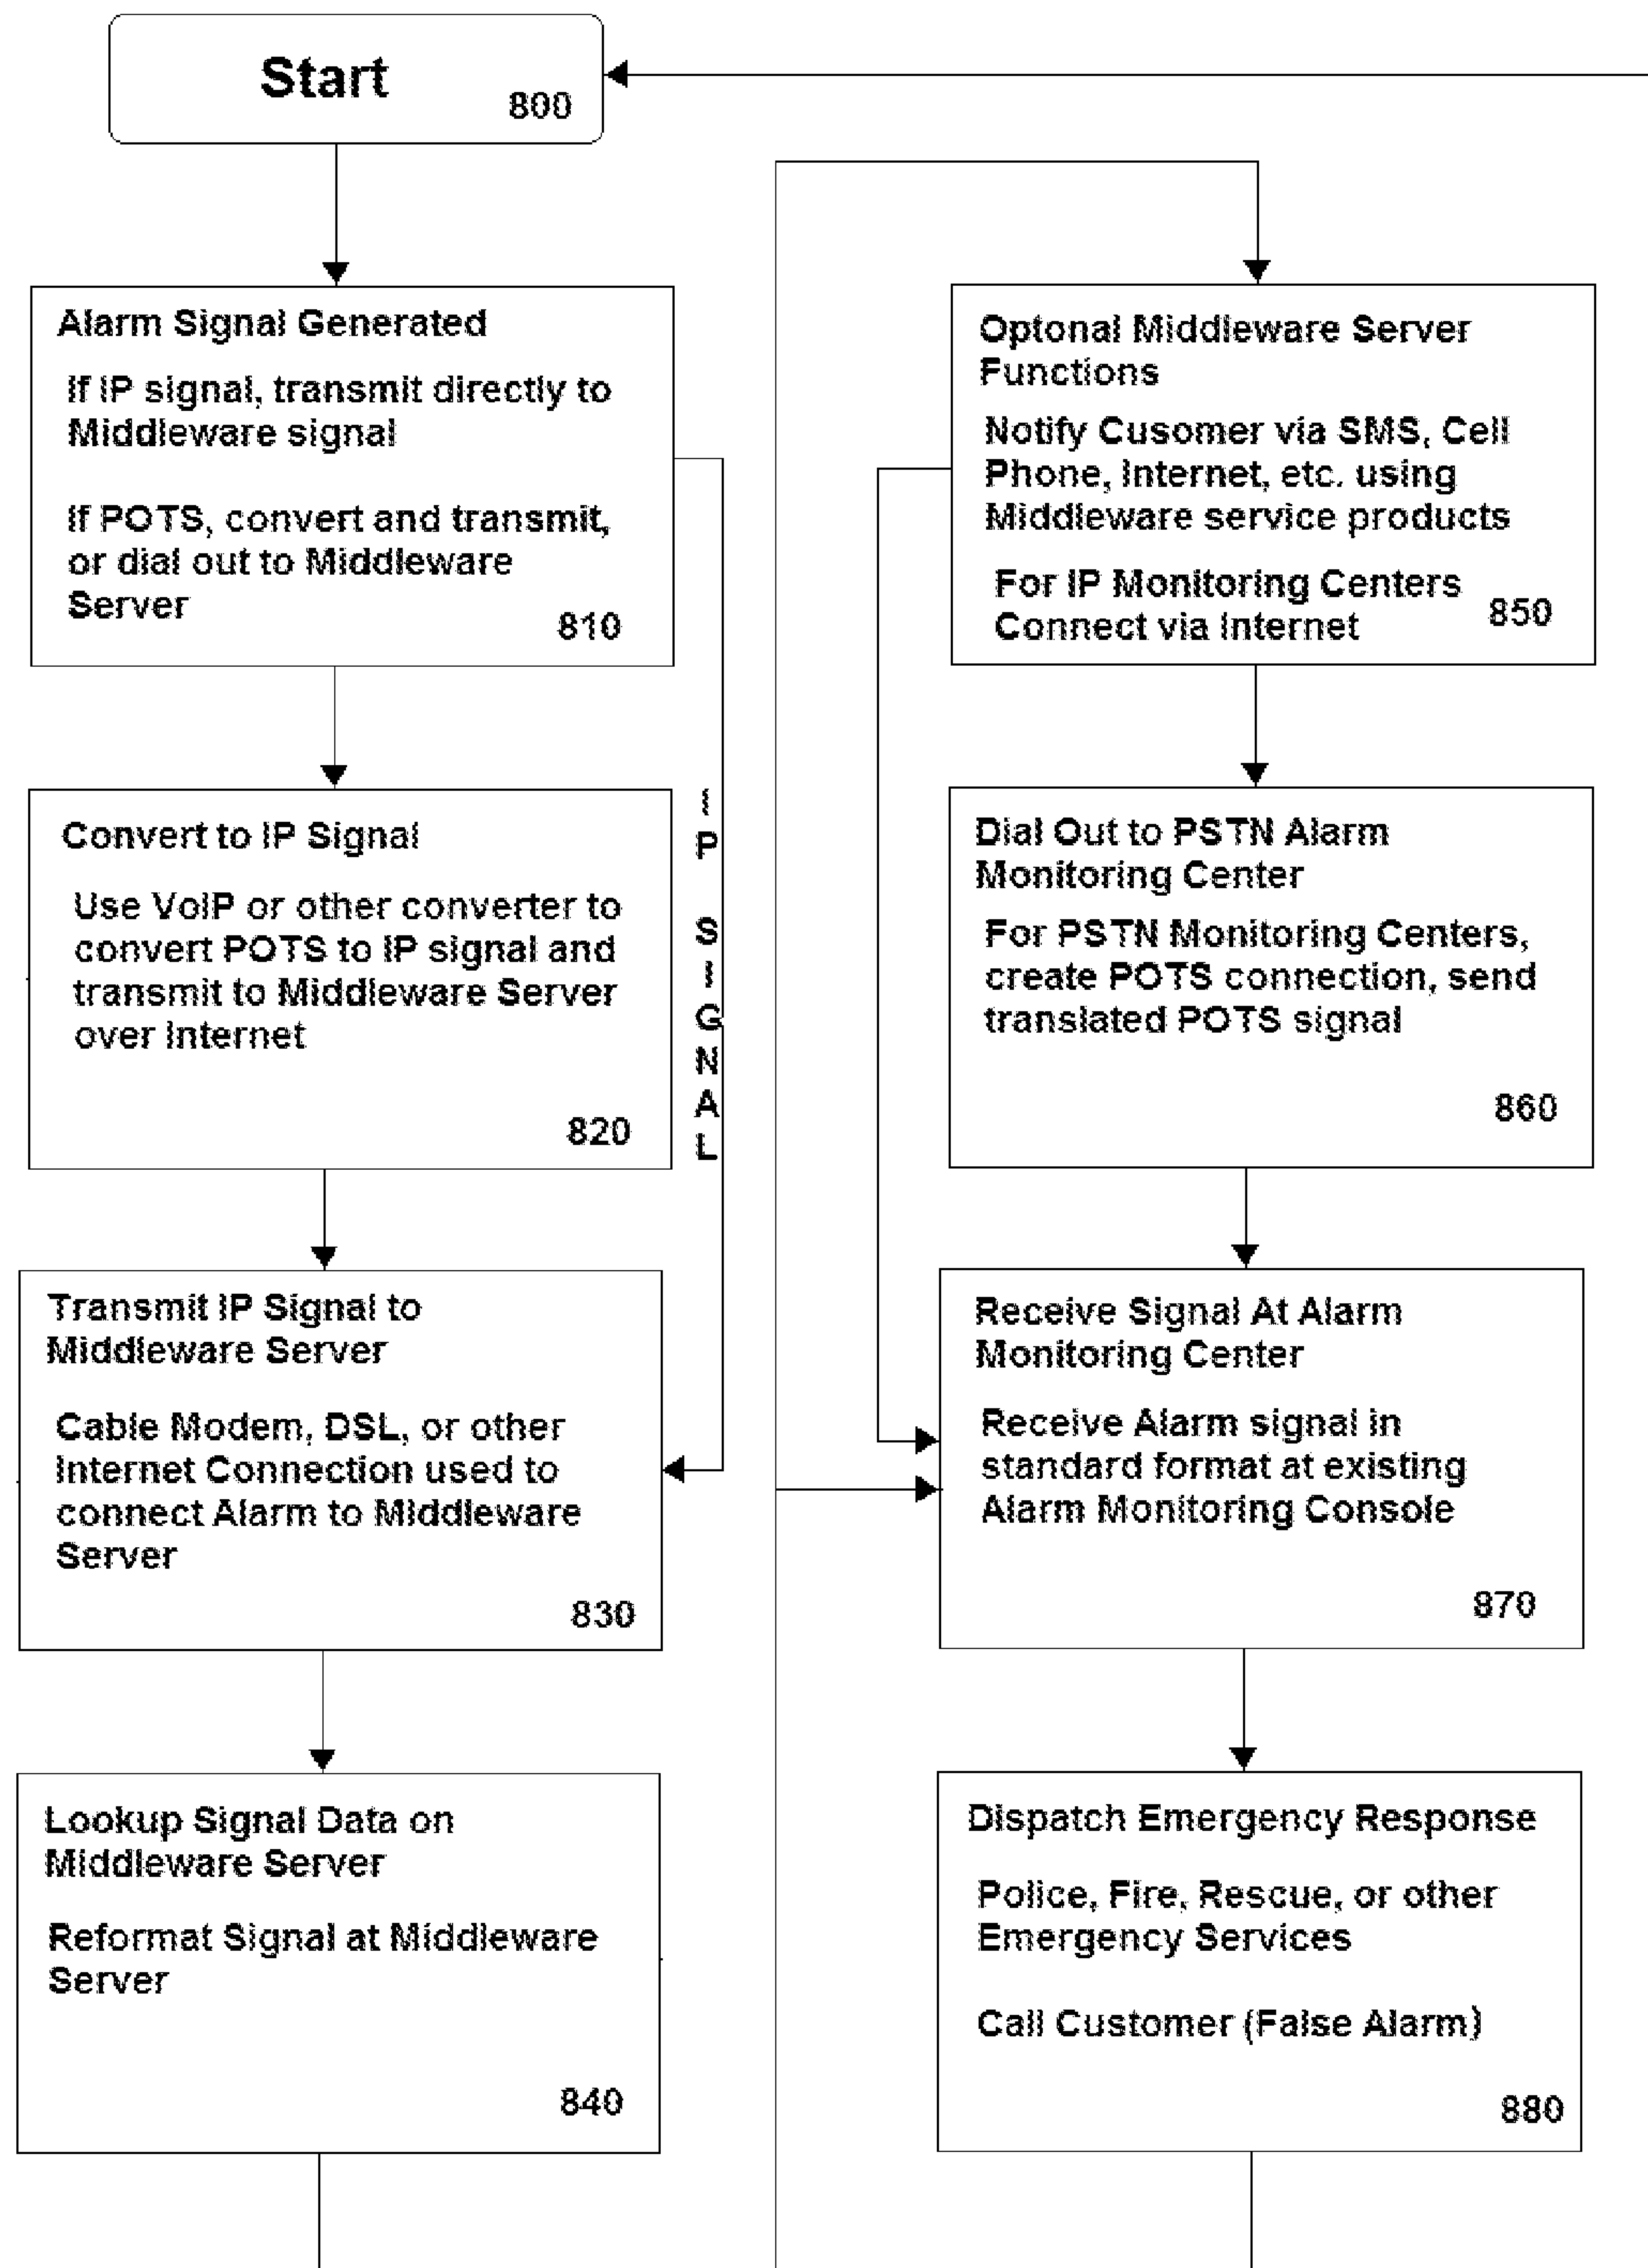 Start
800
Alarm Signal Generated
If IP signal, transmit directly to
Middleware signal
If POTS, convert and transmit,
or dial out to Middleware
Server
810
Convert to IP Signal
Use VoIP or other converter to
convert POTS to IP signal and
transmit to Middleware Server
over Internet
820
IP SIGNAL
Transmit IP Signal to
Middleware Server
Cable Modem, DSL, or other
Internet Connection used to
connect Alarm to Middleware
Server
830
Lookup Signal Data on
Middleware Server
Reformat Signal at Middleware
Server
840
Optonal Middleware Server
Functions
Notify Cusomer via SMS, Cell
Phone, Internet, etc. using
Middleware service products
For IP Monitoring Centers
Connect via Internet
850
Dial Out to PSTN Alarm
Monitoring Center
For PSTN Monitoring Centers,
create POTS connection, send
translated POTS signal
860
Receive Signal At Alarm
Monitoring Center
Receive Alarm signal in
standard format at existing
Alarm Monitoring Console
870
Dispatch Emergency Response
Police, Fire, Rescue, or other
Emergency Services
Call Customer (False Alarm)
880